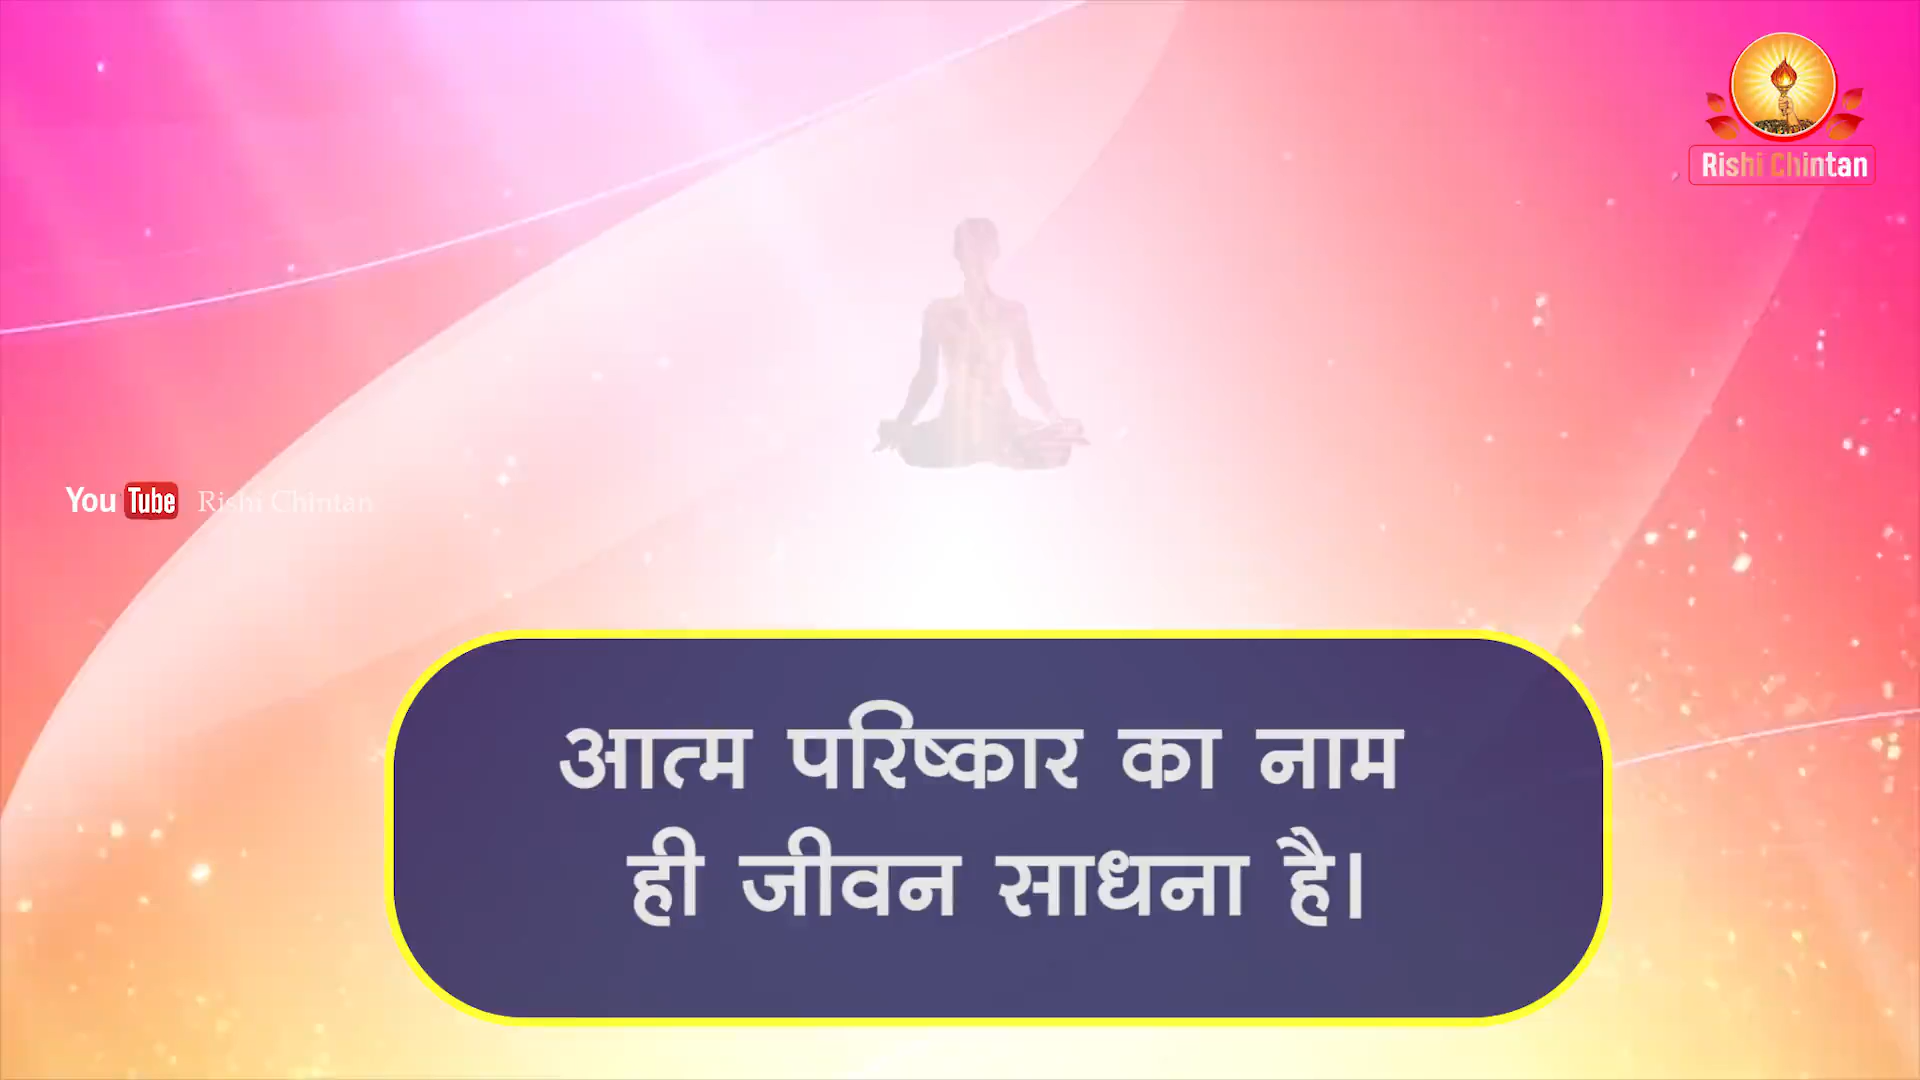 Rishi Chintan
You Tube Rishi Chintan
आत्म परिष्कार का नाम
ही जीवन साधना है।